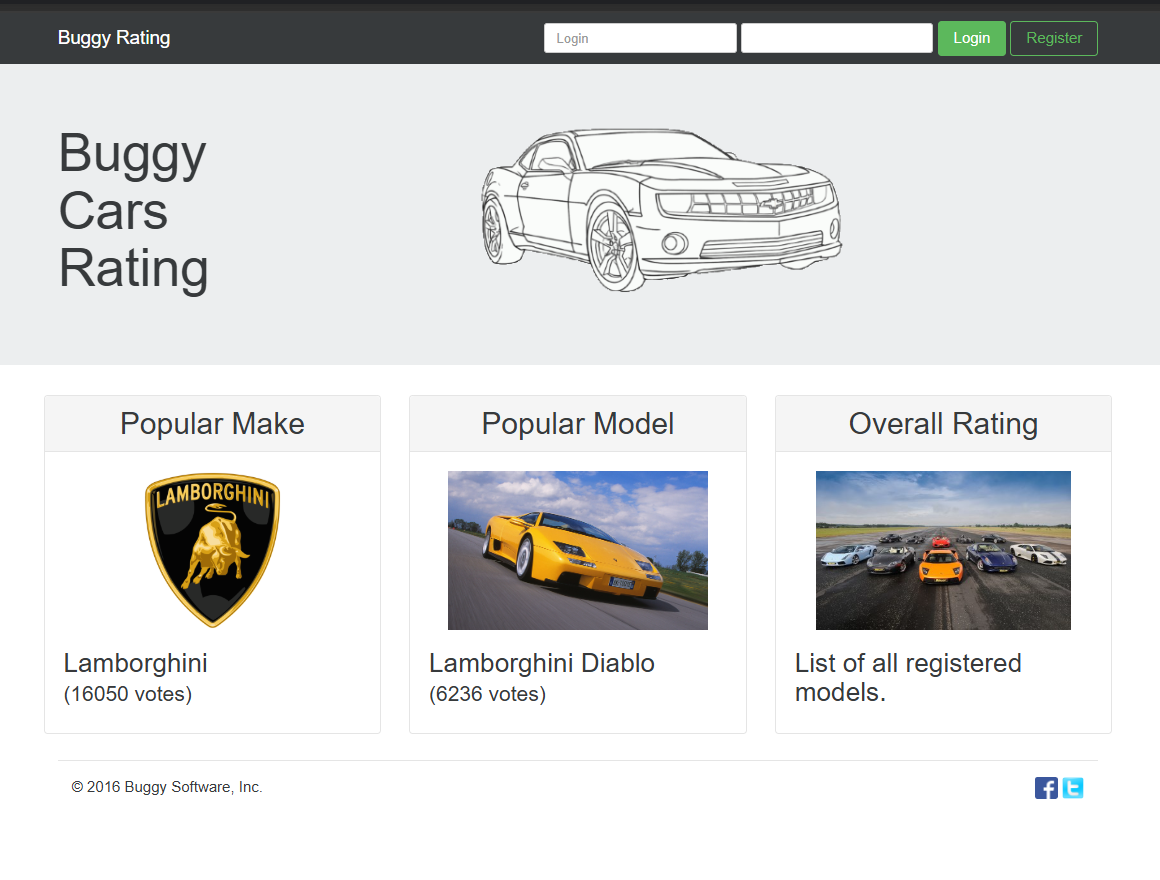 Buggy Rating
Login
Login
Register
Buggy
Cars
Rating
Popular Make
LAMBORGHINI
Lamborghini
(16050 votes)
Popular Model
Lamborghini Diablo
(6236 votes)
Overall Rating
List of all registered
models.
© 2016 Buggy Software, Inc.